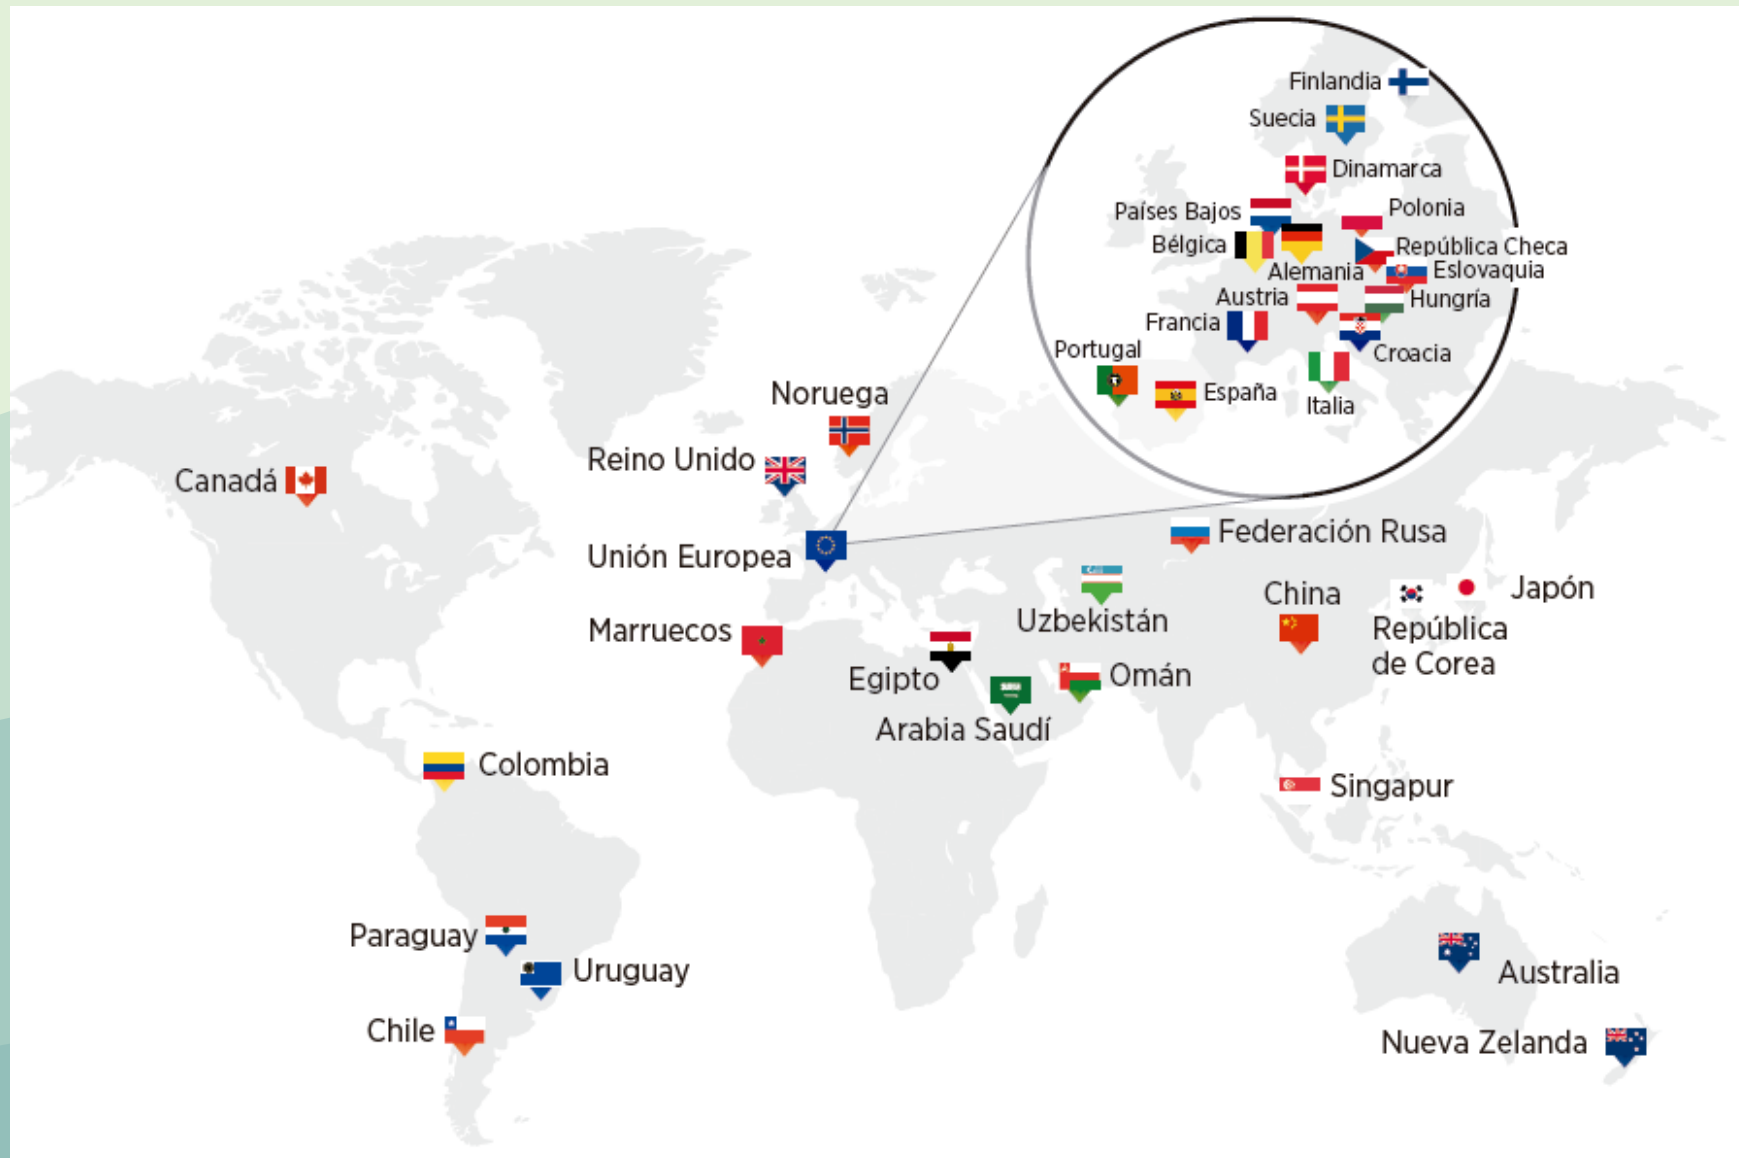 Finlandia
Suecia
Dinamarca
Países Bajos
Polonia
Bélgica
República Checa
Alemania
Eslovaquia
Austria
Hungría
Francia
Croacia
Portugal
España
Italia
Noruega
Reino Unido
Canadá
Unión Europea
Federación Rusa
Uzbekistán
China
Japón
República
de Corea
Marruecos
Egipto
Omán
Arabia Saudí
Colombia
Singapur
Paraguay
Uruguay
Australia
Chile
Nueva Zelanda